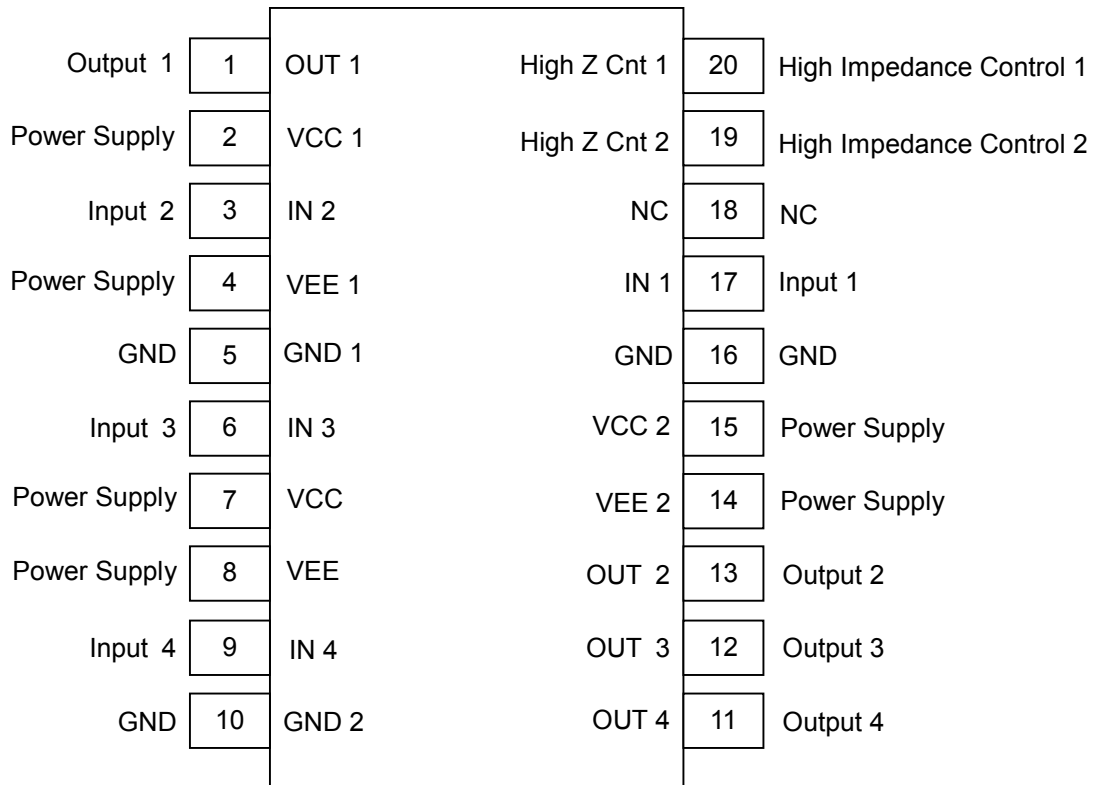 Output 1 1 OUT 1 High Z Cnt 1 20 High Impedance Control 1
Power Supply 2 VCC 1 High Z Cnt 2 19 High Impedance Control 2
Input 2 3 IN 2 NC 18 NC
Power Supply 4 VEE 1 IN 1 17 Input 1
GND 5 GND 1 GND 16 GND
Input 3 6 IN 3 VCC 2 15 Power Supply
Power Supply 7 VCC VEE 2 14 Power Supply
Power Supply 8 VEE OUT 2 13 Output 2
Input 4 9 IN 4 OUT 3 12 Output 3
GND 10 GND 2 OUT 4 11 Output 4